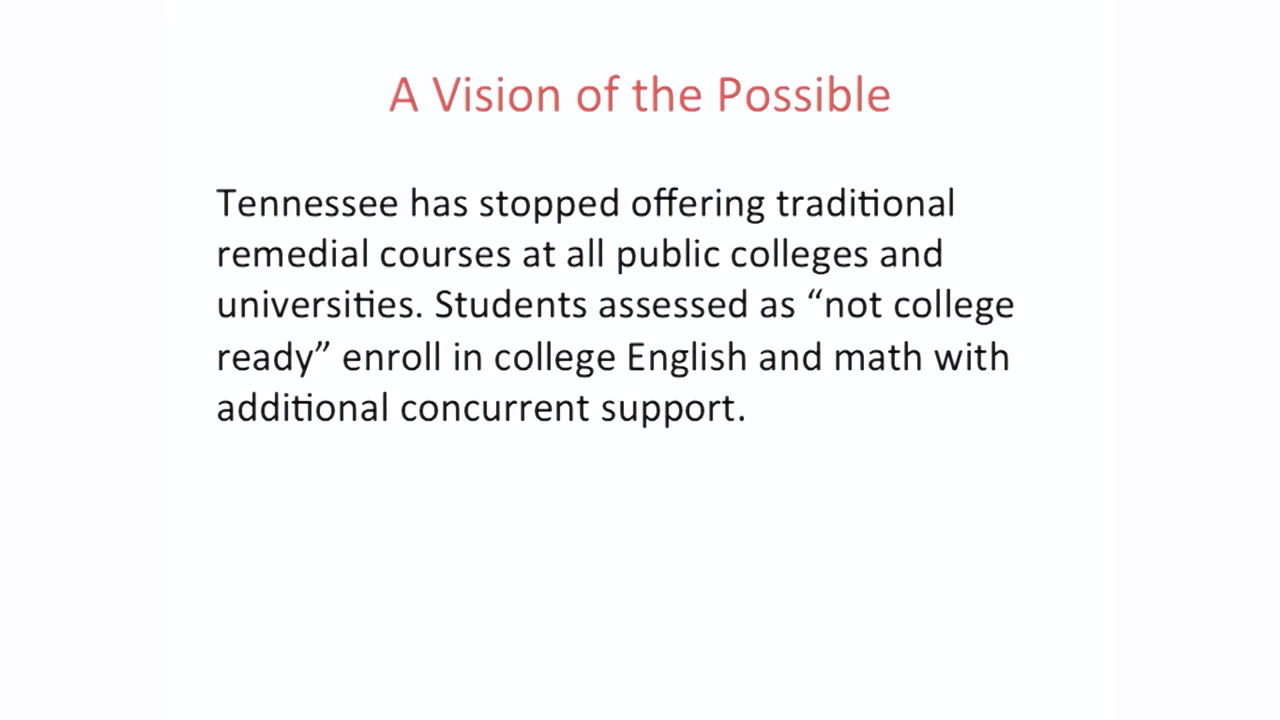 A Vision of the Possible
Tennessee has stopped offering traditional
remedial courses at all public colleges and
universities. Students assessed as “not college
ready” enroll in college English and math with
additional concurrent support.